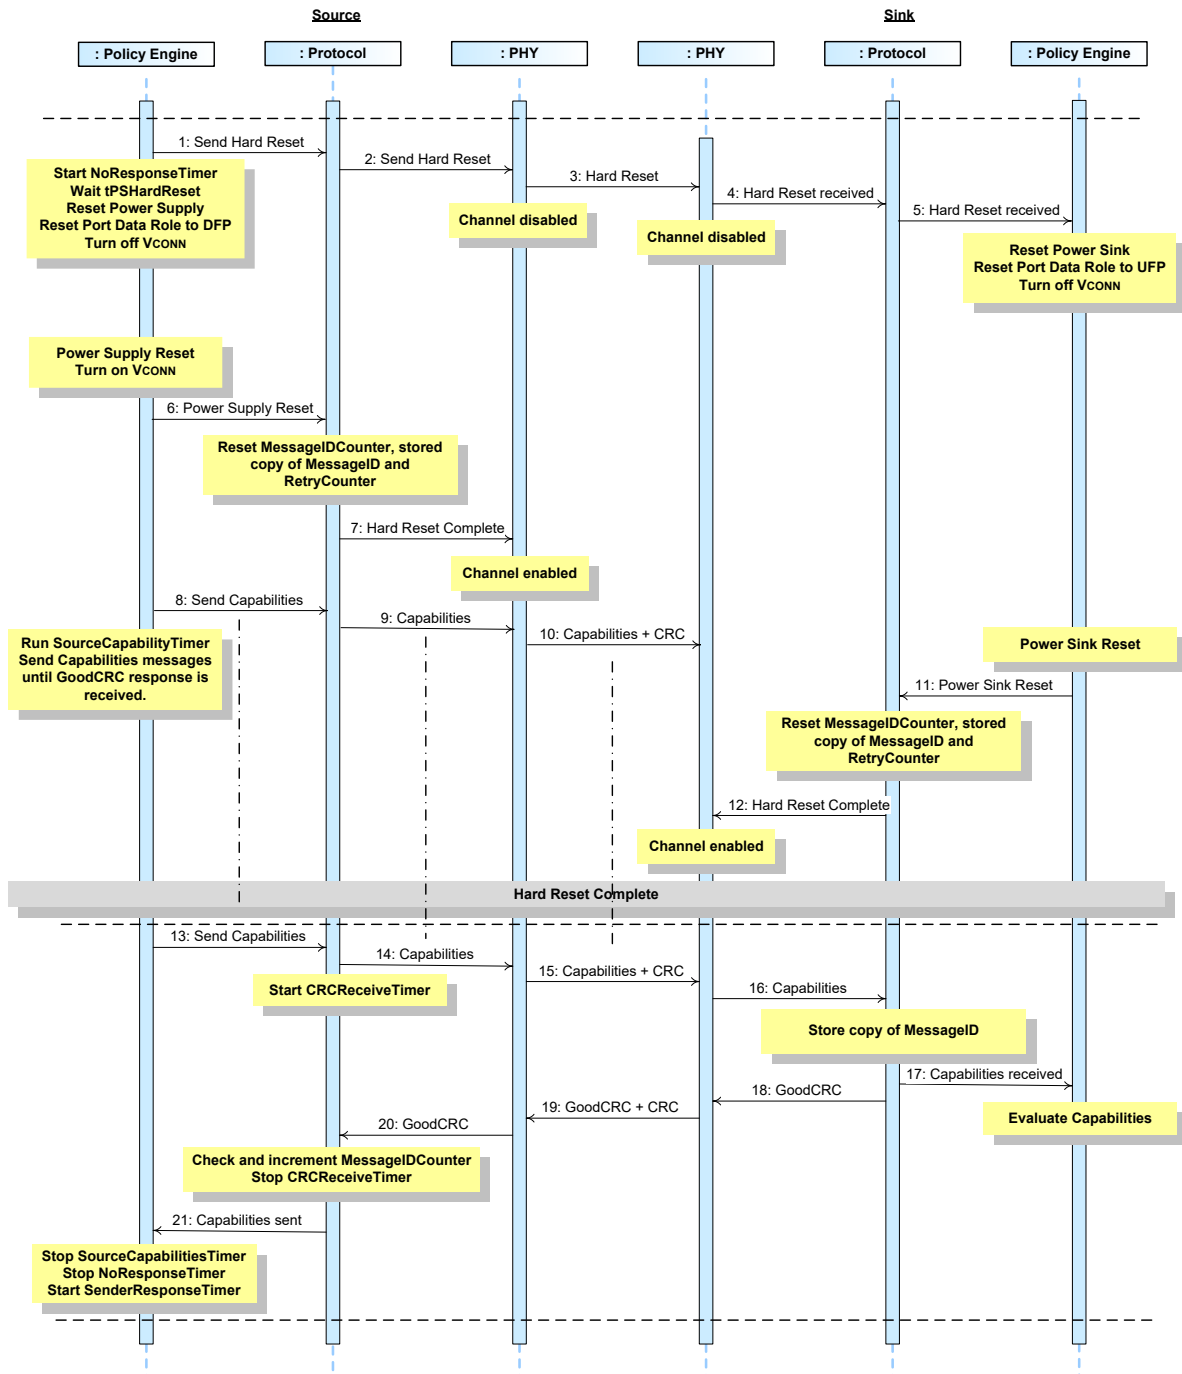 Source
Sink
: Policy Engine
: Protocol
: PHY
: PHY
: Protocol
: Policy Engine
1: Send Hard Reset
2: Send Hard Reset
Start NoResponseTimer
Wait tPSHardReset
Reset Power Supply
Reset Port Data Role to DFP
Turn off VCONN
3: Hard Reset
4: Hard Reset received
5: Hard Reset received
Channel disabled
Channel disabled
Reset Power Sink
Reset Port Data Role to UFP
Turn off VCONN
Power Supply Reset
Turn on VCONN
6: Power Supply Reset
Reset MessageIDCounter, stored
copy of MessageID and
RetryCounter
7: Hard Reset Complete
Channel enabled
8: Send Capabilities
9: Capabilities
10: Capabilities + CRC
Run SourceCapabilityTimer
Send Capabilities messages
until GoodCRC response is
received.
Power Sink Reset
11: Power Sink Reset
Reset MessageIDCounter, stored
copy of MessageID and
RetryCounter
12: Hard Reset Complete
Channel enabled
Hard Reset Complete
13: Send Capabilities
14: Capabilities
15: Capabilities + CRC
Start CRCReceiveTimer
16: Capabilities
Store copy of MessageID
17: Capabilities received
18: GoodCRC
19: GoodCRC + CRC
Evaluate Capabilities
20: GoodCRC
Check and increment MessageIDCounter
Stop CRCReceiveTimer
21: Capabilities sent
Stop SourceCapabilitiesTimer
Stop NoResponseTimer
Start SenderResponseTimer